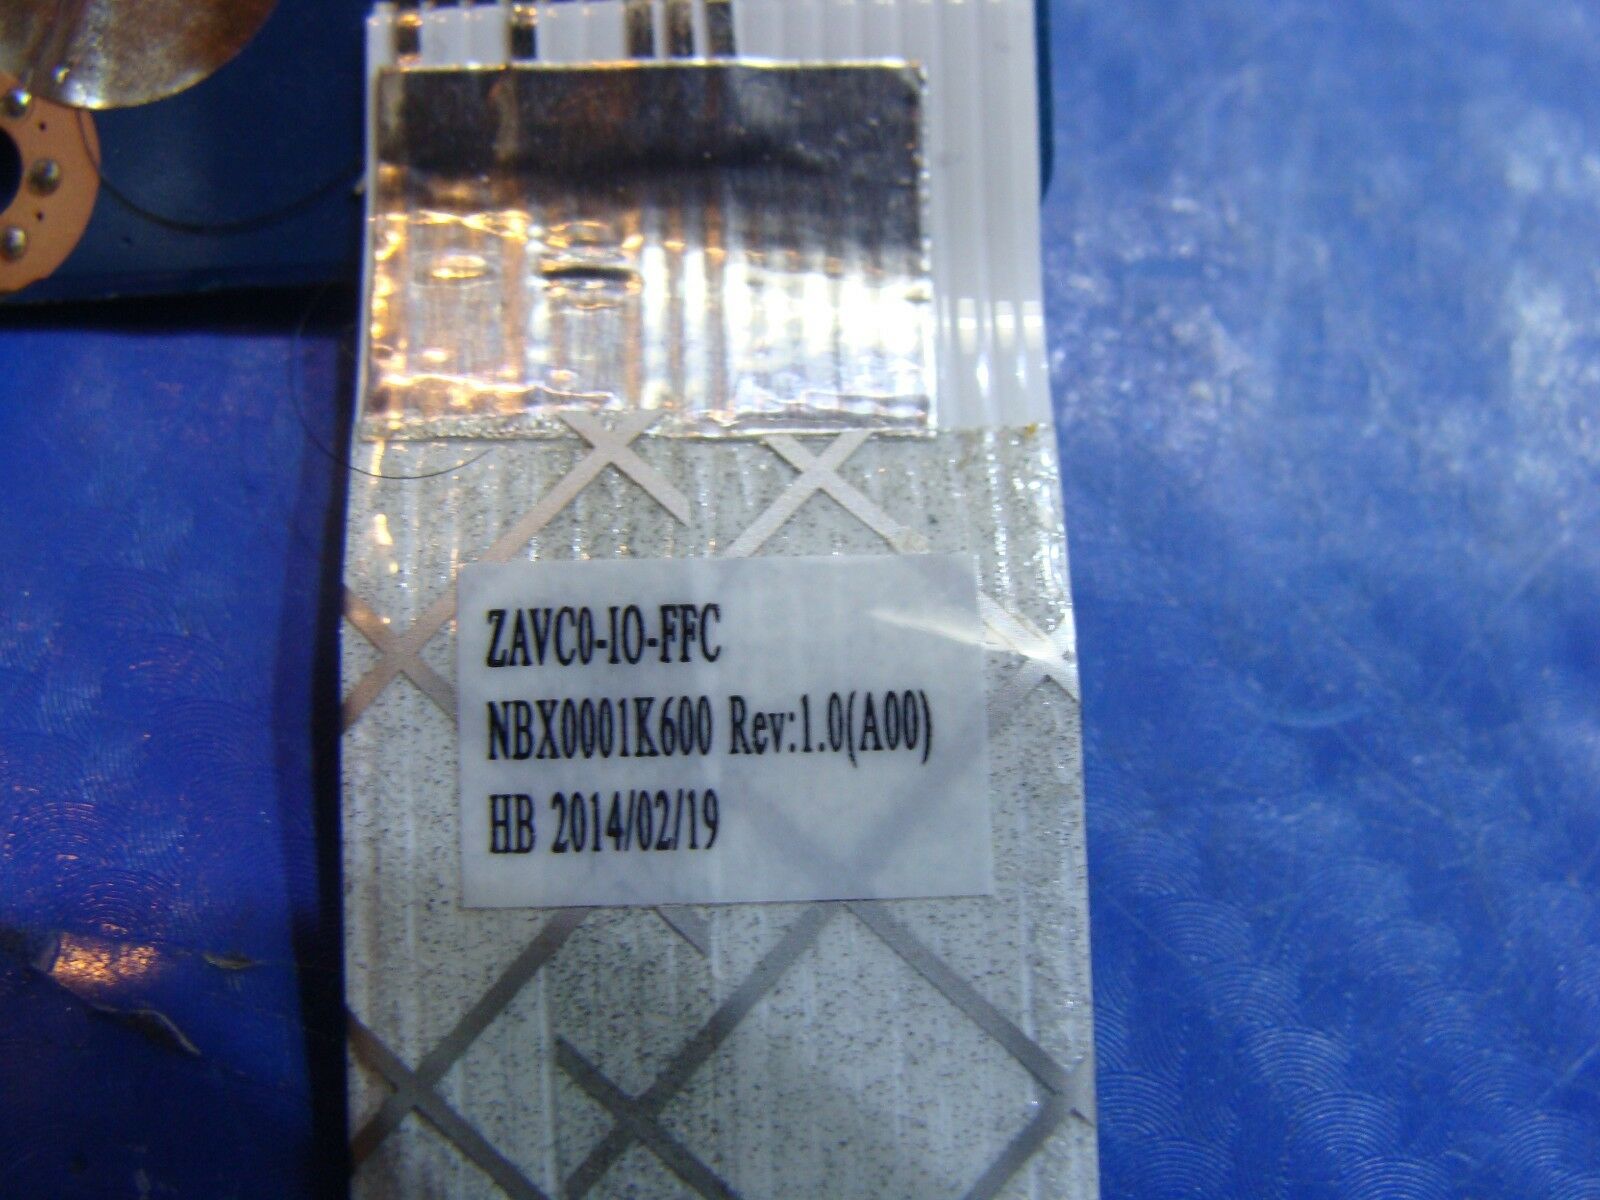 ZAVC0-IO-FFC
NBX0001K600 Rev:1.0(A00)
HB 2014/02/19